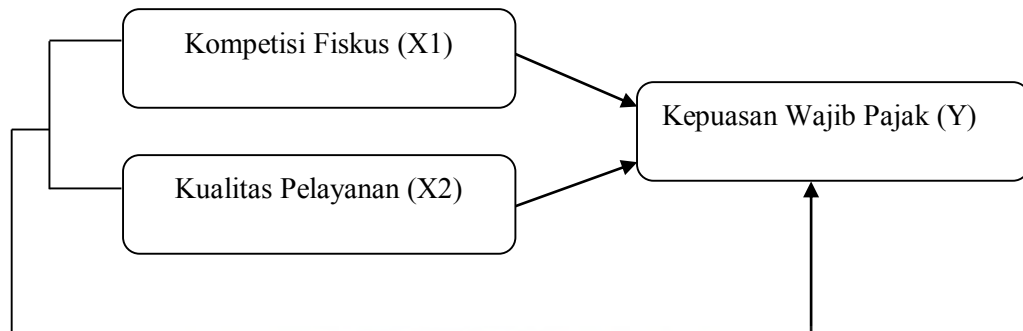 Kompetisi Fiskus (X1)
Kepuasan Wajib Pajak (Y)
Kualitas Pelayanan (X2)